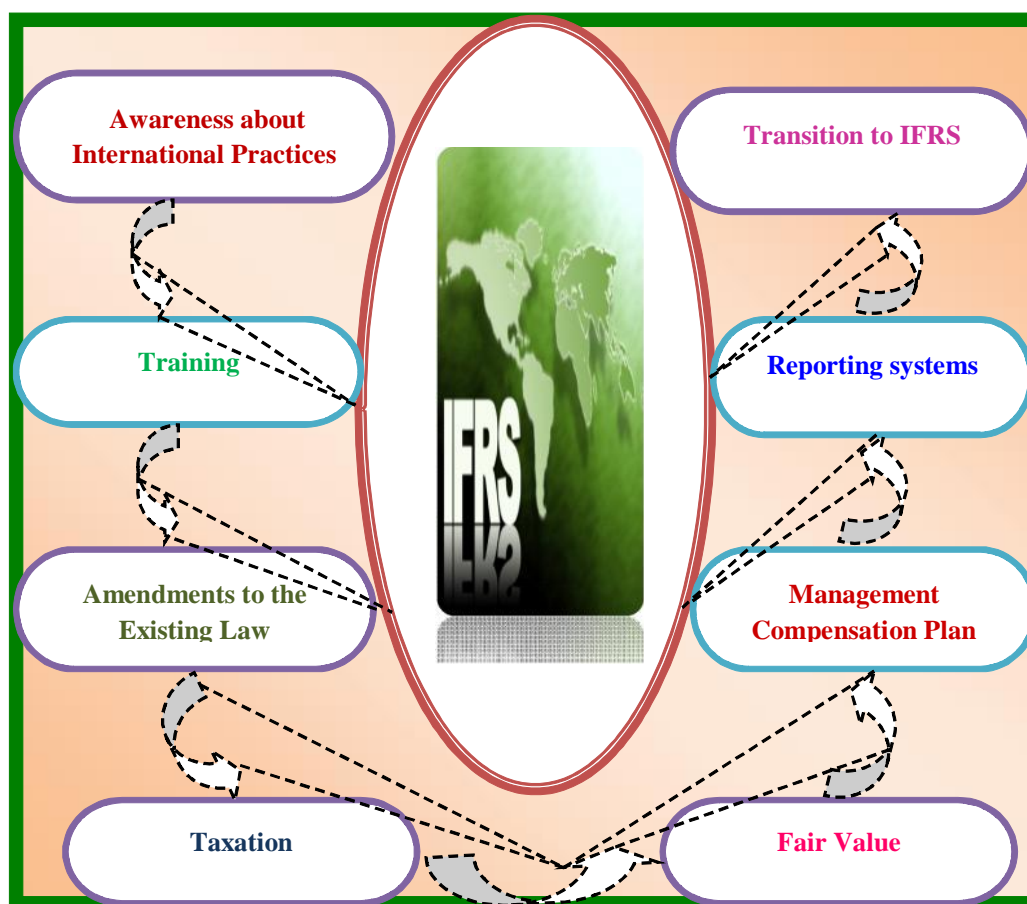 Awareness about
International Practices
Training
Amendments to the
Existing Law
Taxation
IFRS
Transition to IFRS
Reporting systems
Management
Compensation Plan
Fair Value